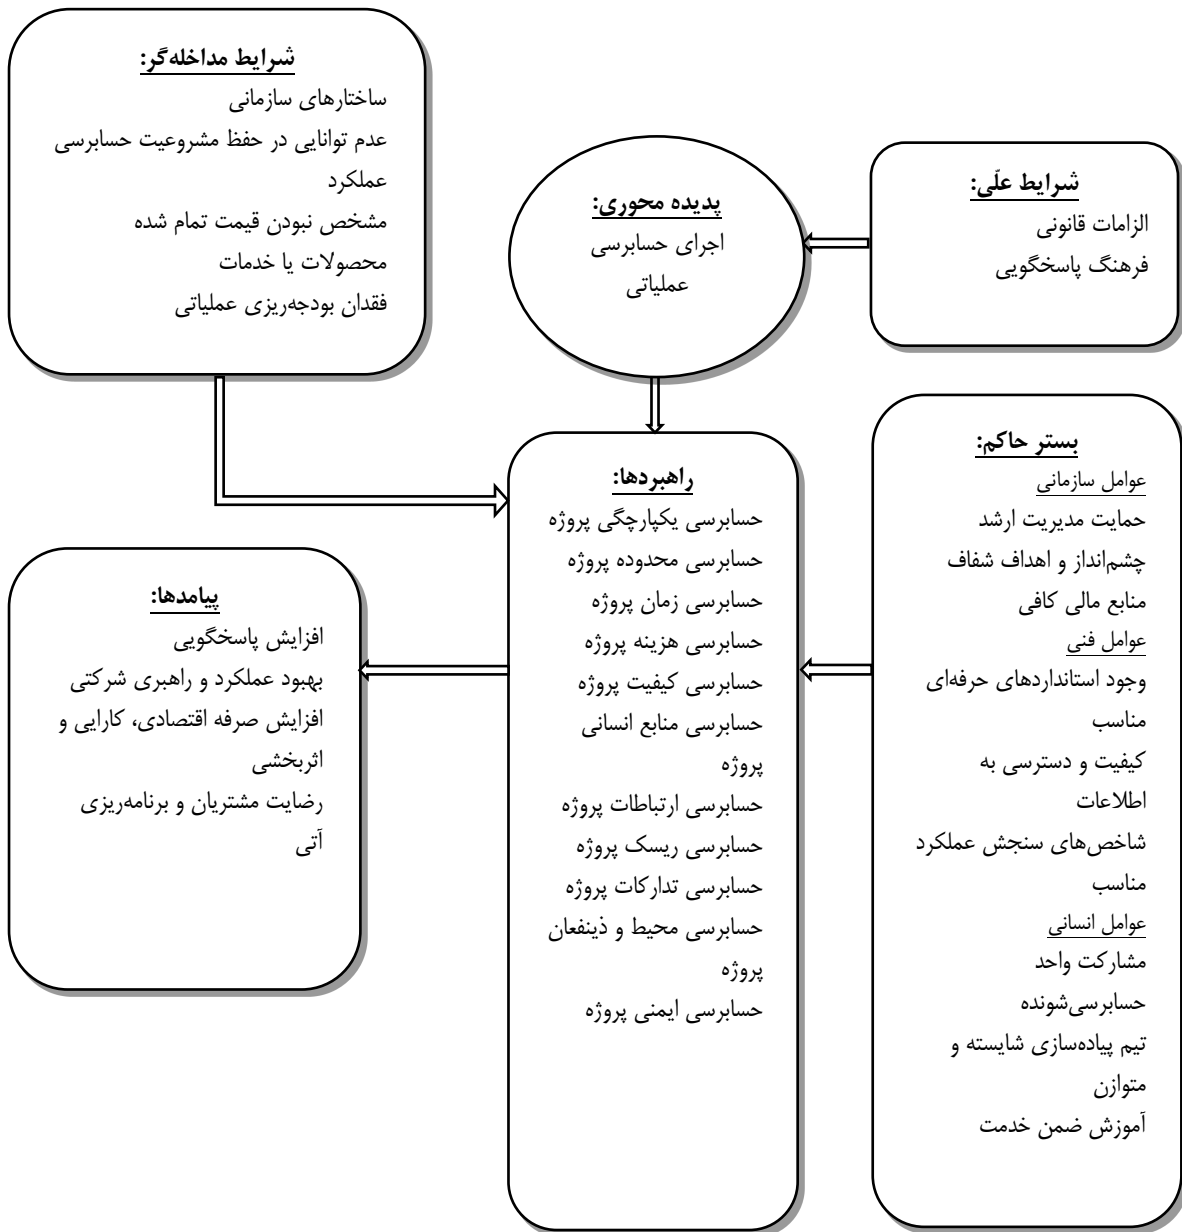 شرایط مداخله‌گر:
ساختارهای سازمانی
عدم توانایی در حفظ مشروعیت حسابرسی
عملکرد
مشخص نبودن قیمت تمام شده
محصولات یا خدمات
فقدان بودجه‌ریزی عملیاتی
پدیده محوری:
اجرای حسابرسی
عملیاتی
شرایط علّی:
الزامات قانونی
فرهنگ پاسخگویی
بستر حاکم:
عوامل سازمانی
حمایت مدیریت ارشد
چشم‌انداز و اهداف شفاف
منابع مالی کافی
عوامل فنی
وجود استانداردهای حرفه‌ای
مناسب
کیفیت و دسترسی به
اطلاعات
شاخص‌های سنجش عملکرد
مناسب
عوامل انسانی
مشارکت واحد
حسابرسی‌شونده
تیم پیاده‌سازی شایسته و
متوازن
آموزش ضمن خدمت
راهبردها:
حسابرسی یکپارچگی پروژه
حسابرسی محدوده پروژه
حسابرسی زمان پروژه
حسابرسی هزینه پروژه
حسابرسی کیفیت پروژه
حسابرسی منابع انسانی
پروژه
حسابرسی ارتباطات پروژه
حسابرسی ریسک پروژه
حسابرسی تدارکات پروژه
حسابرسی محیط و ذینفعان
پروژه
حسابرسی ایمنی پروژه
پیامدها:
افزایش پاسخگویی
بهبود عملکرد و راهبری شرکتی
افزایش صرفه اقتصادی، کارایی و
اثربخشی
رضایت مشتریان و برنامه‌ریزی
آتی